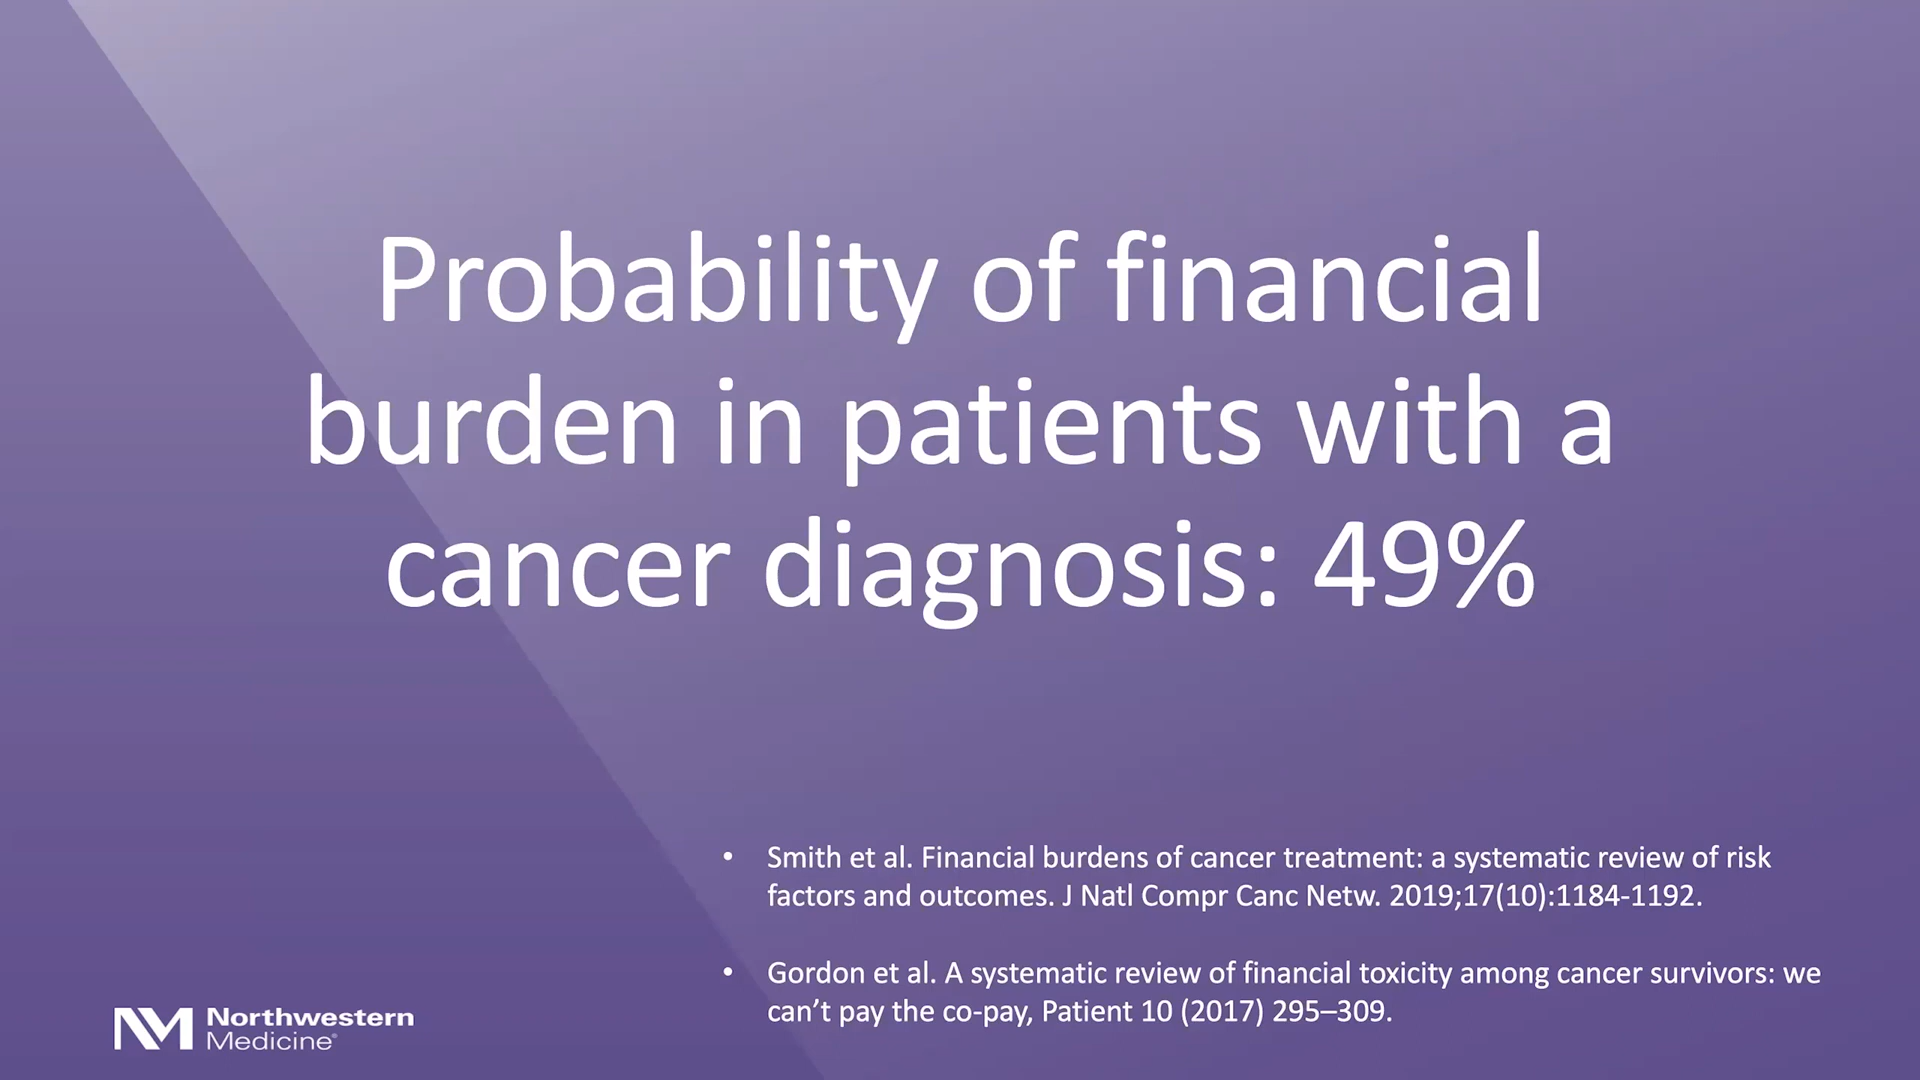 Probability of financial
burden in patients with a
cancer diagnosis: 49%
• Smith et al. Financial burdens of cancer treatment: a systematic review of risk
factors and outcomes. J Natl Compr Canc Netw. 2019;17(10):1184-1192.
• Gordon et al. A systematic review of financial toxicity among cancer survivors: we
can’t pay the co-pay, Patient 10 (2017) 295–309.
NM Northwestern
Medicine®